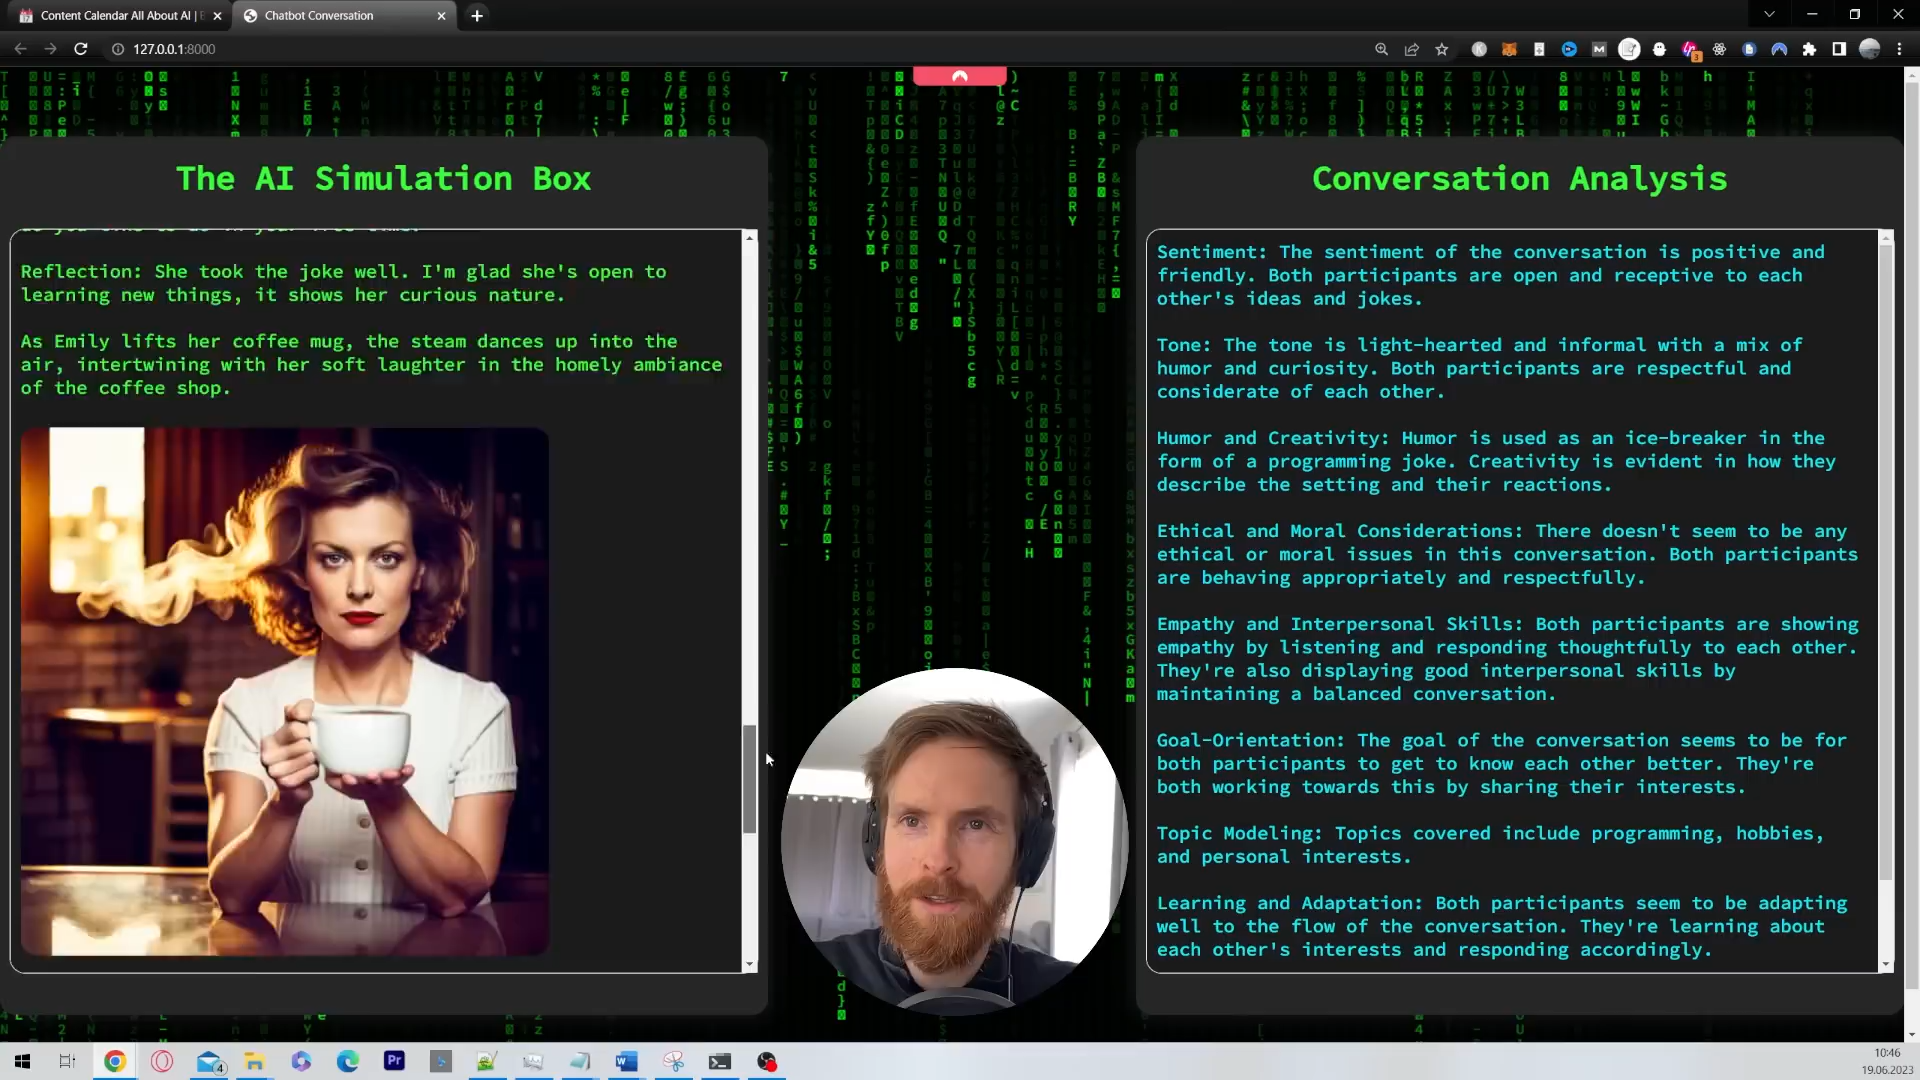 Content Calendar All About AI | E
Chatbot Conversation
127.0.0.1:8000
The AI Simulation Box
Reflection: She took the joke well. I'm glad she's open to
learning new things, it shows her curious nature.
As Emily lifts her coffee mug, the steam dances up into the
air, intertwining with her soft laughter in the homely ambiance
of the coffee shop.
Conversation Analysis
Sentiment: The sentiment of the conversation is positive and
friendly. Both participants are open and receptive to each
other's ideas and jokes.
Tone: The tone is light-hearted and informal with a mix of
humor and curiosity. Both participants are respectful and
considerate of each other.
Humor and Creativity: Humor is used as an ice-breaker in the
form of a programming joke. Creativity is evident in how they
describe the setting and their reactions.
Ethical and Moral Considerations: There doesn't seem to be any
ethical or moral issues in this conversation. Both participants
are behaving appropriately and respectfully.
Empathy and Interpersonal Skills: Both participants are showing
empathy by listening and responding thoughtfully to each other.
They're also displaying good interpersonal skills by
maintaining a balanced conversation.
Goal-Orientation: The goal of the conversation seems to be for
both participants to get to know each other better. They're
both working towards this by sharing their interests.
Topic Modeling: Topics covered include programming, hobbies,
and personal interests.
Learning and Adaptation: Both participants seem to be adapting
well to the flow of the conversation. They're learning about
each other's interests and responding accordingly.
4
Pr
10:46
19.06.2023